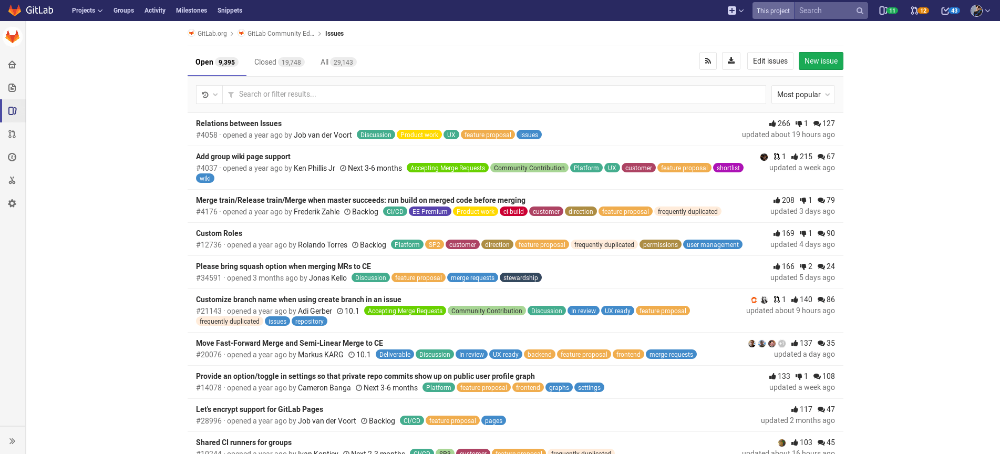 GitLab Projects Groups Activity Milestones Snippets This project Search 11 12 43
GitLab.org > GitLab Community Ed... > Issues
Open 9,395 Closed 19,748 All 29,143 Edit issues New issue
Search or filter results... Most popular
Relations between Issues 266 1 127
#4058 · opened a year ago by Job van der Voort Discussion Product work UX feature proposal issues updated about 19 hours ago
Add group wiki page support 1 215 67
#4037 · opened a year ago by Ken Phillis Jr Next 3-6 months Accepting Merge Requests Community Contribution Platform UX customer feature proposal shortlist updated a week ago
wiki
Merge train/Release train/Merge when master succeeds: run build on merged code before merging 208 1 79
#4176 · opened a year ago by Frederik Zahle Backlog CI/CD EE Premium Product work ci-build customer direction feature proposal frequently duplicated updated 3 days ago
Custom Roles 169 1 90
#12736 · opened a year ago by Rolando Torres Backlog Platform SP2 customer direction feature proposal frequently duplicated permissions user management updated 4 days ago
Please bring squash option when merging MRs to CE 166 2 24
#34591 · opened 3 months ago by Jonas Kello Discussion feature proposal merge requests stewardship updated 5 days ago
Customize branch name when using create branch in an issue 1 140 86
#21143 · opened a year ago by Adi Gerber 10.1 Accepting Merge Requests Community Contribution Discussion In review UX ready feature proposal updated about 9 hours ago
frequently duplicated issues repository
Move Fast-Forward Merge and Semi-Linear Merge to CE +1 137 35
#20076 · opened a year ago by Markus KARG 10.1 Deliverable Discussion In review UX ready backend feature proposal frontend merge requests updated a day ago
Provide an option/toggle in settings so that private repo commits show up on public user profile graph 133 1 108
#14078 · opened a year ago by Cameron Banga Next 3-6 months Platform feature proposal frontend graphs settings updated a week ago
Let's encrypt support for GitLab Pages 117 47
#28996 · opened a year ago by Job van der Voort Backlog CI/CD feature proposal pages updated 2 months ago
Shared CI runners for groups 103 45
#10244 · opened a year ago by Ivan Kontiev Next 2-3 months CI/CD SP3 customer feature proposal frequently duplicated updated about 16 hours ago